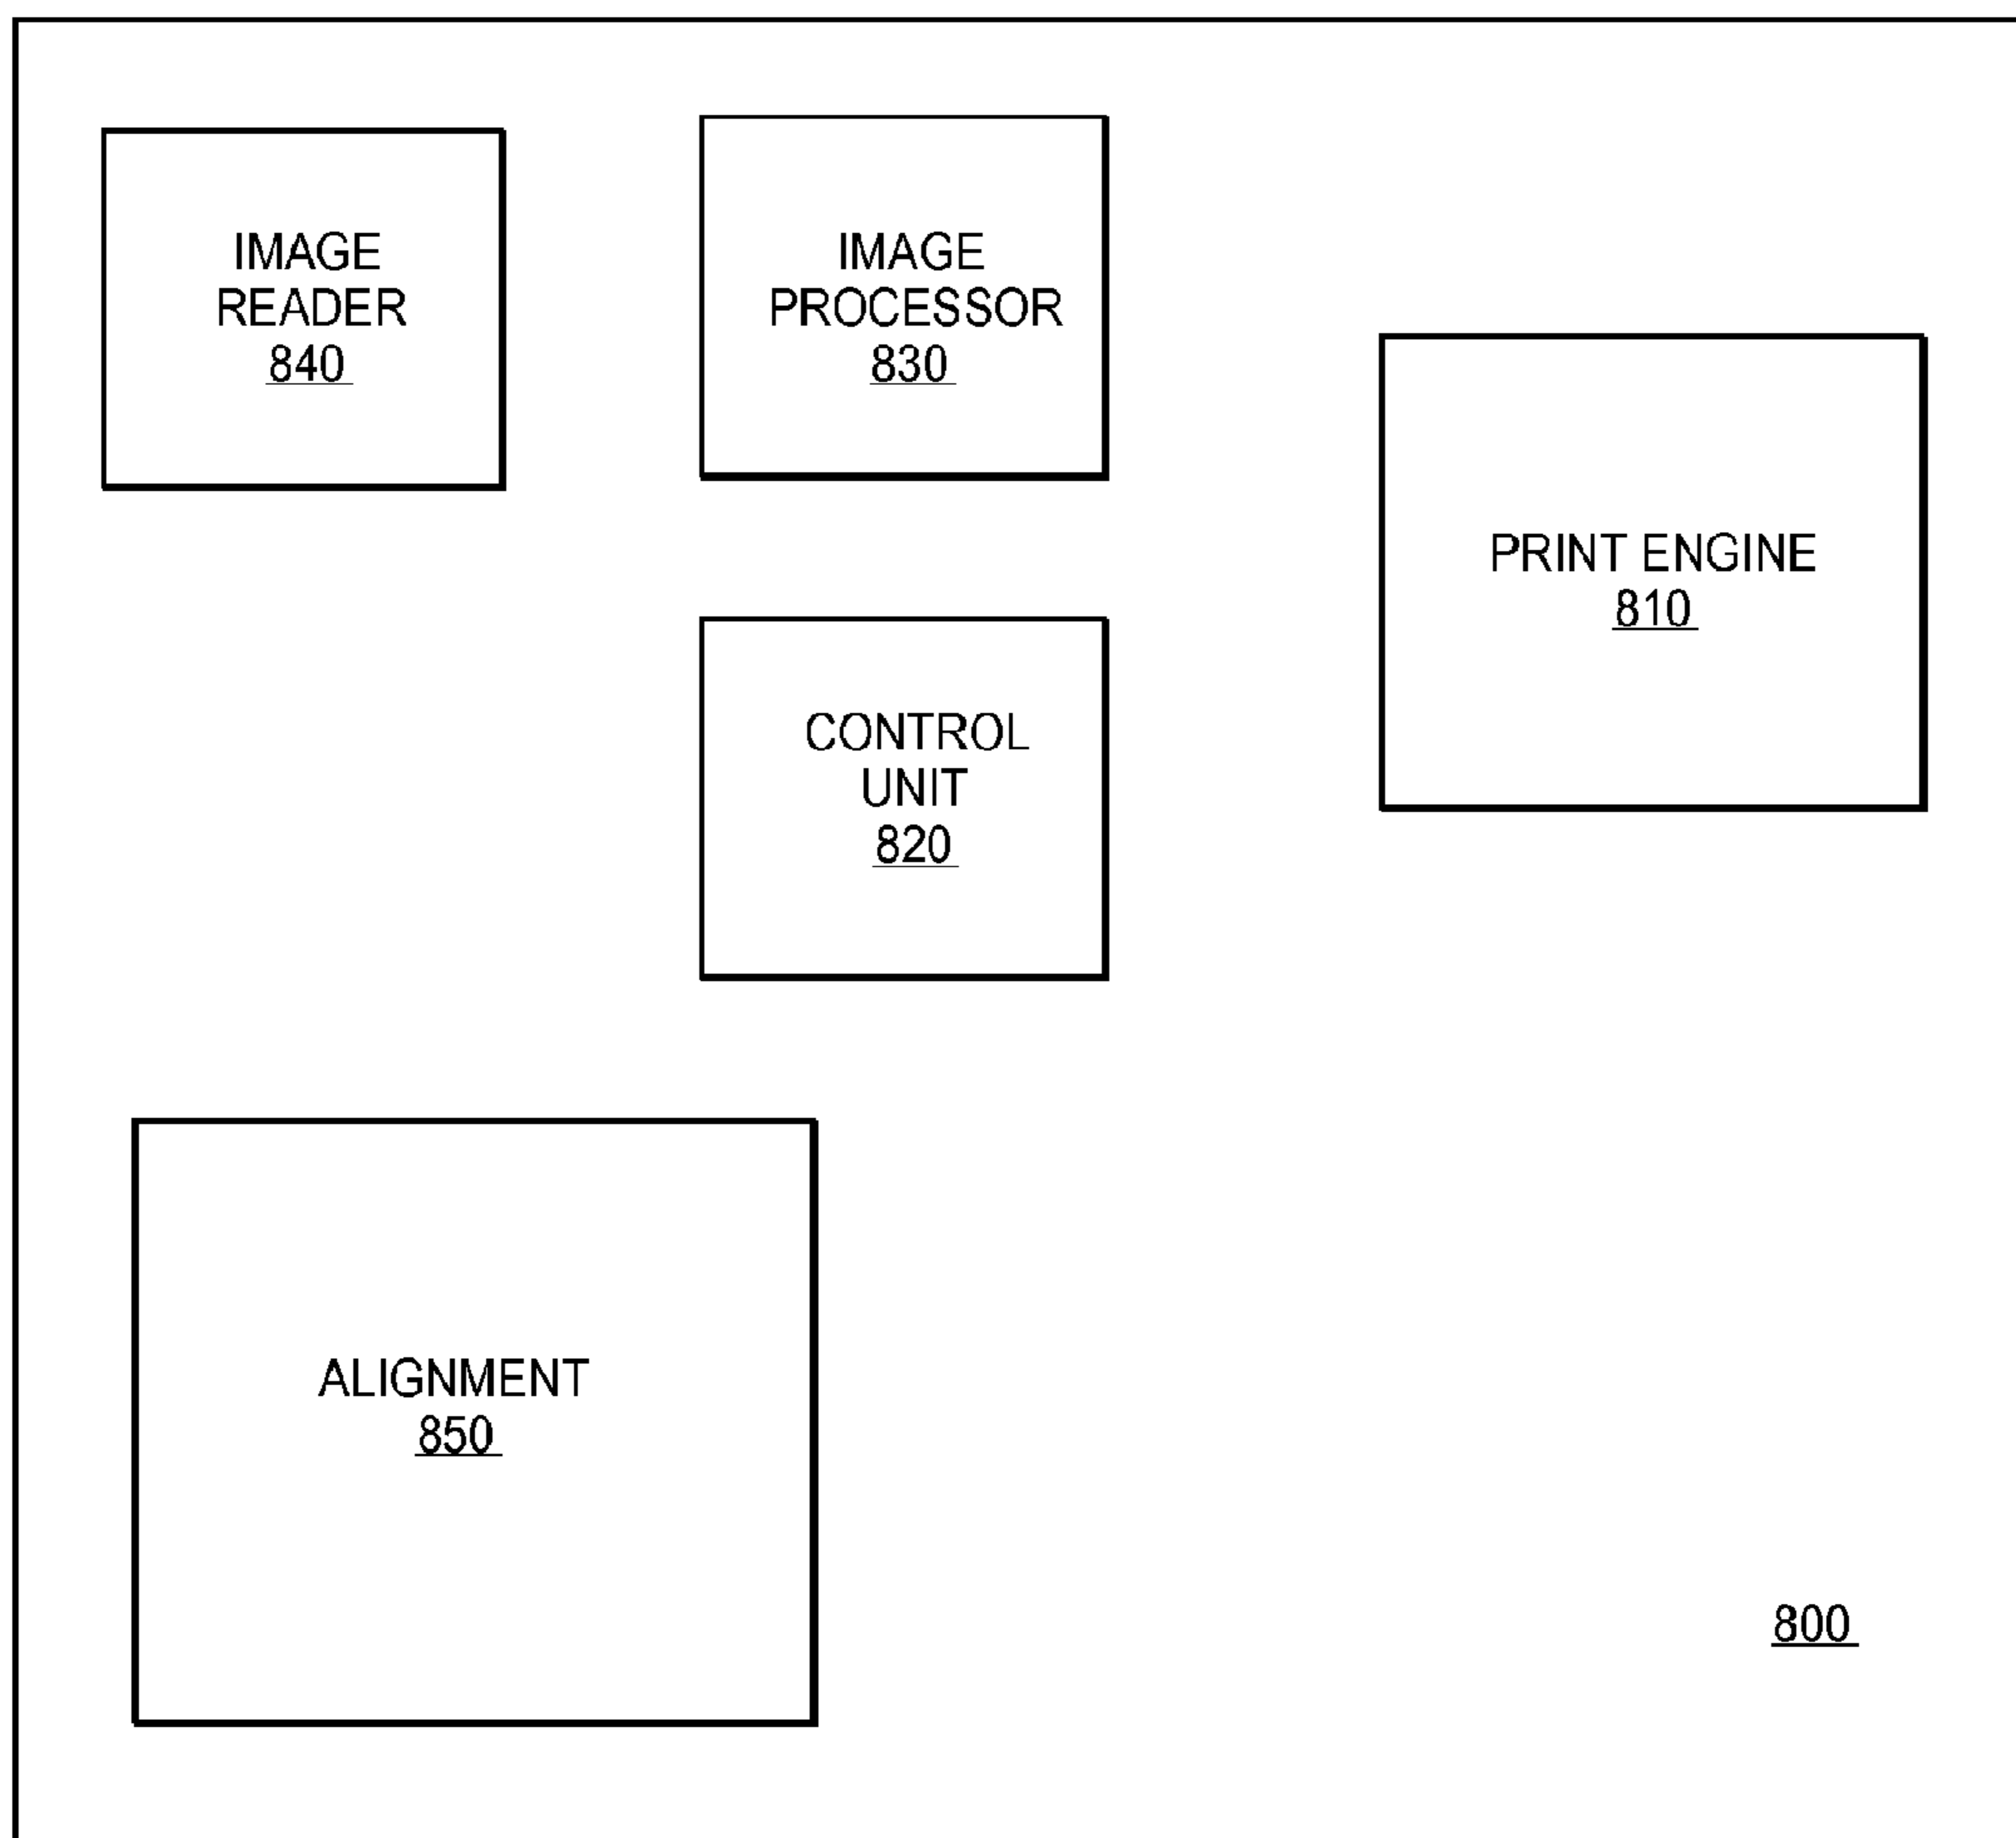 IMAGE
READER
840
IMAGE
PROCESSOR
830
PRINT ENGINE
810
CONTROL
UNIT
820
ALIGNMENT
850
800